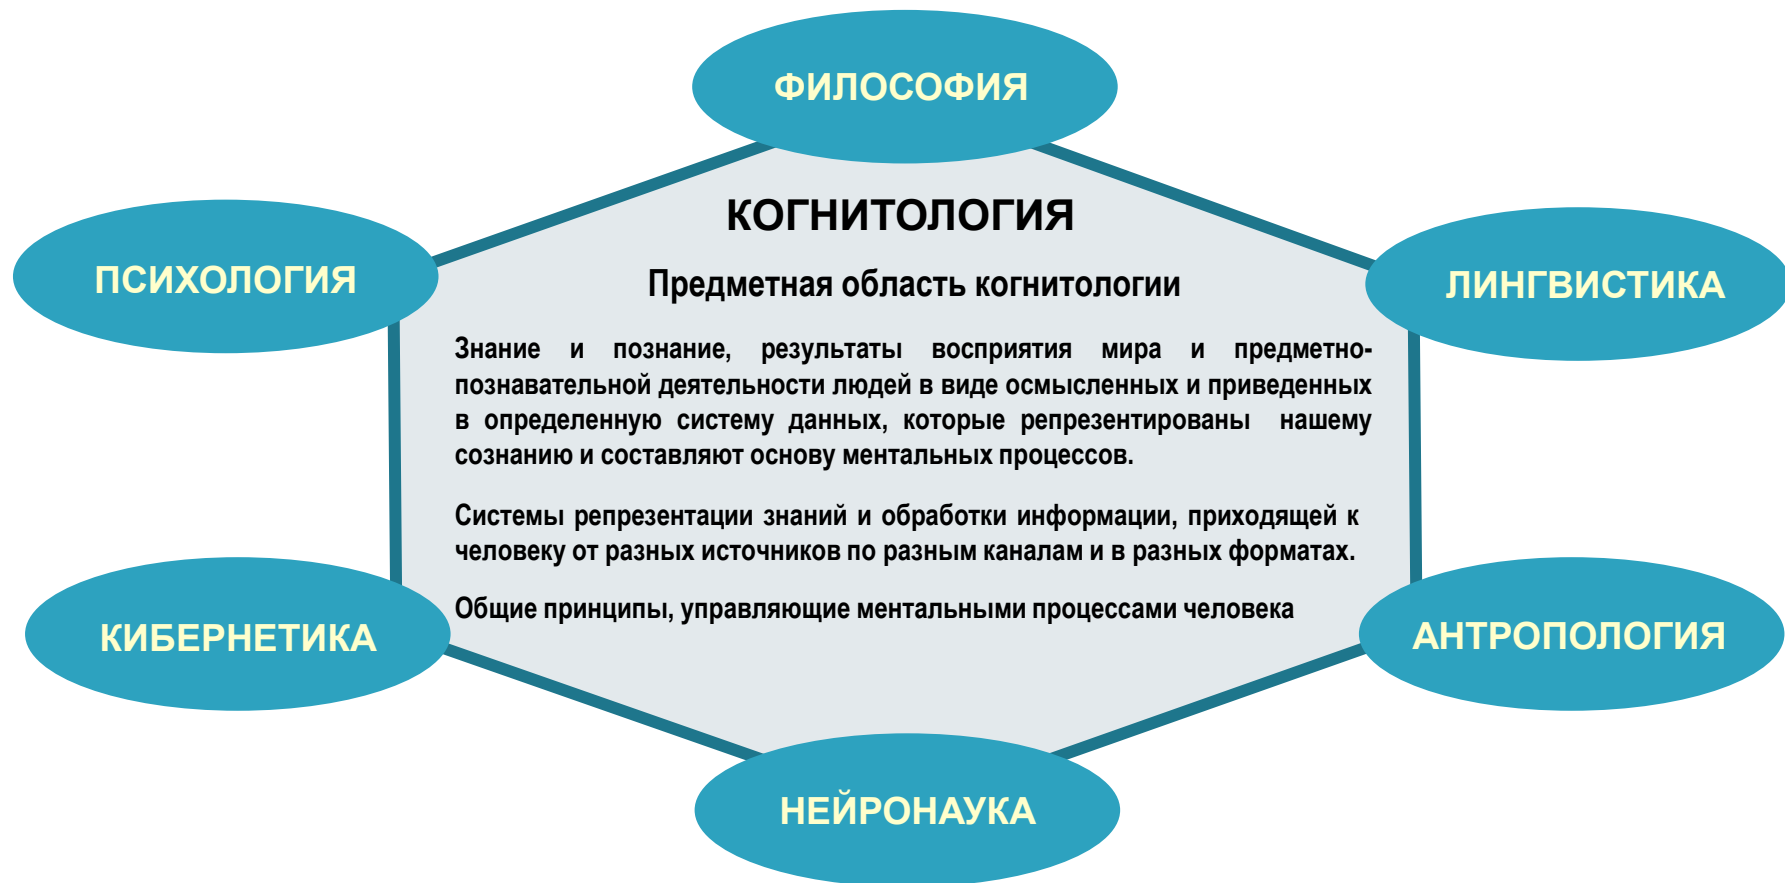 ФИЛОСОФИЯ
КОГНИТОЛОГИЯ
ПСИХОЛОГИЯ
Предметная область когнитологии
ЛИНГВИСТИКА
Знание и познание, результаты восприятия мира и предметно-
познавательной деятельности людей в виде осмысленных и приведенных
в определенную систему данных, которые репрезентированы нашему
сознанию и составляют основу ментальных процессов.
Системы репрезентации знаний и обработки информации, приходящей к
человеку от разных источников по разным каналам и в разных форматах.
Общие принципы, управляющие ментальными процессами человека
КИБЕРНЕТИКА
АНТРОПОЛОГИЯ
НЕЙРОНАУКА